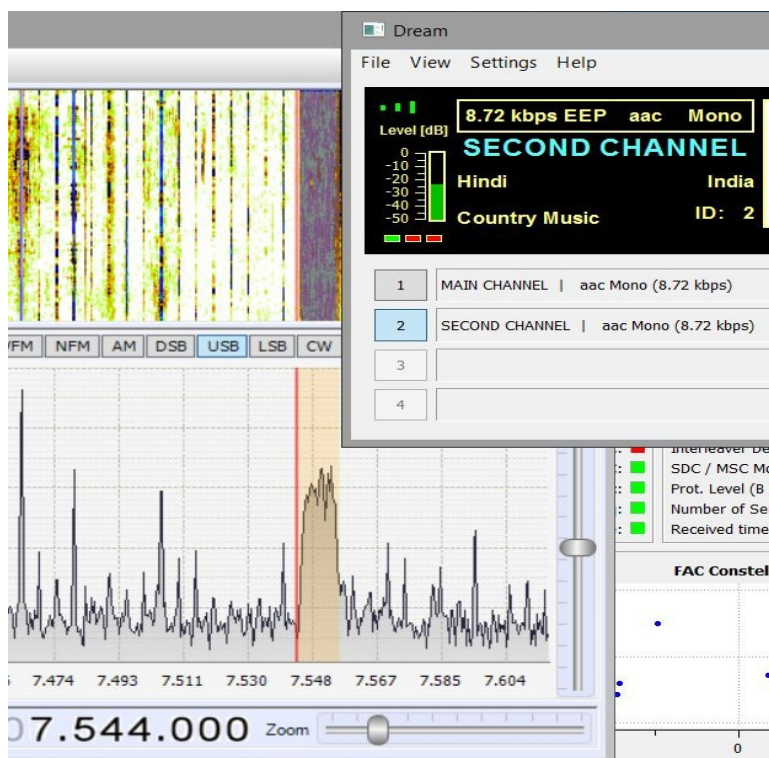 Dream
File View Settings Help
Level [dB]
0
-10
-20
-30
-40
-50
8.72 kbps EEP aac Mono
SECOND CHANNEL
Hindi India
Country Music ID: 2
1 MAIN CHANNEL | aac Mono (8.72 kbps)
2 SECOND CHANNEL | aac Mono (8.72 kbps)
3
4
NFM AM DSB USB LSB CW
SDC / MSC
Prot. Level (B
Number of
Received time
FAC
0
7.474 7.493 7.511 7.530 7.548 7.567 7.585 7.604
07.544.000 Zoom